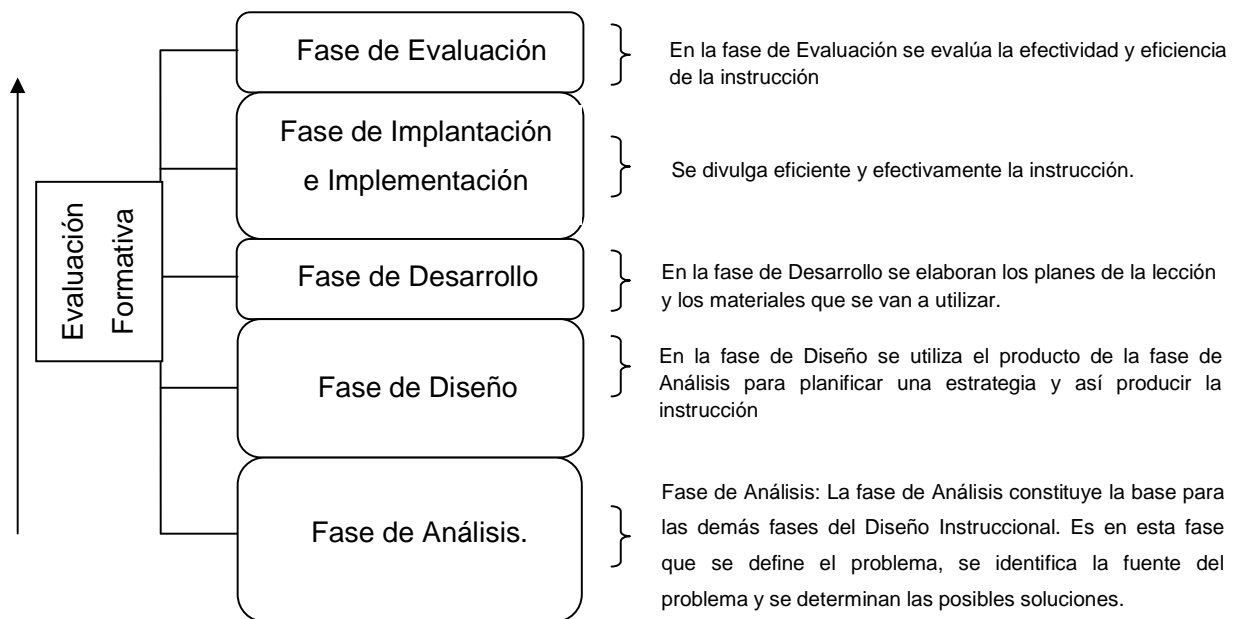 Fase de Evaluación
En la fase de Evaluación se evalúa la efectividad y eficiencia
de la instrucción
Fase de Implantación
e Implementación
Se divulga eficiente y efectivamente la instrucción.
Evaluación
Formativa
Fase de Desarrollo
En la fase de Desarrollo se elaboran los planes de la lección
y los materiales que se van a utilizar.
Fase de Diseño
En la fase de Diseño se utiliza el producto de la fase de
Análisis para planificar una estrategia y así producir la
instrucción
Fase de Análisis.
Fase de Análisis: La fase de Análisis constituye la base para
las demás fases del Diseño Instruccional. Es en esta fase
que se define el problema, se identifica la fuente del
problema y se determinan las posibles soluciones.